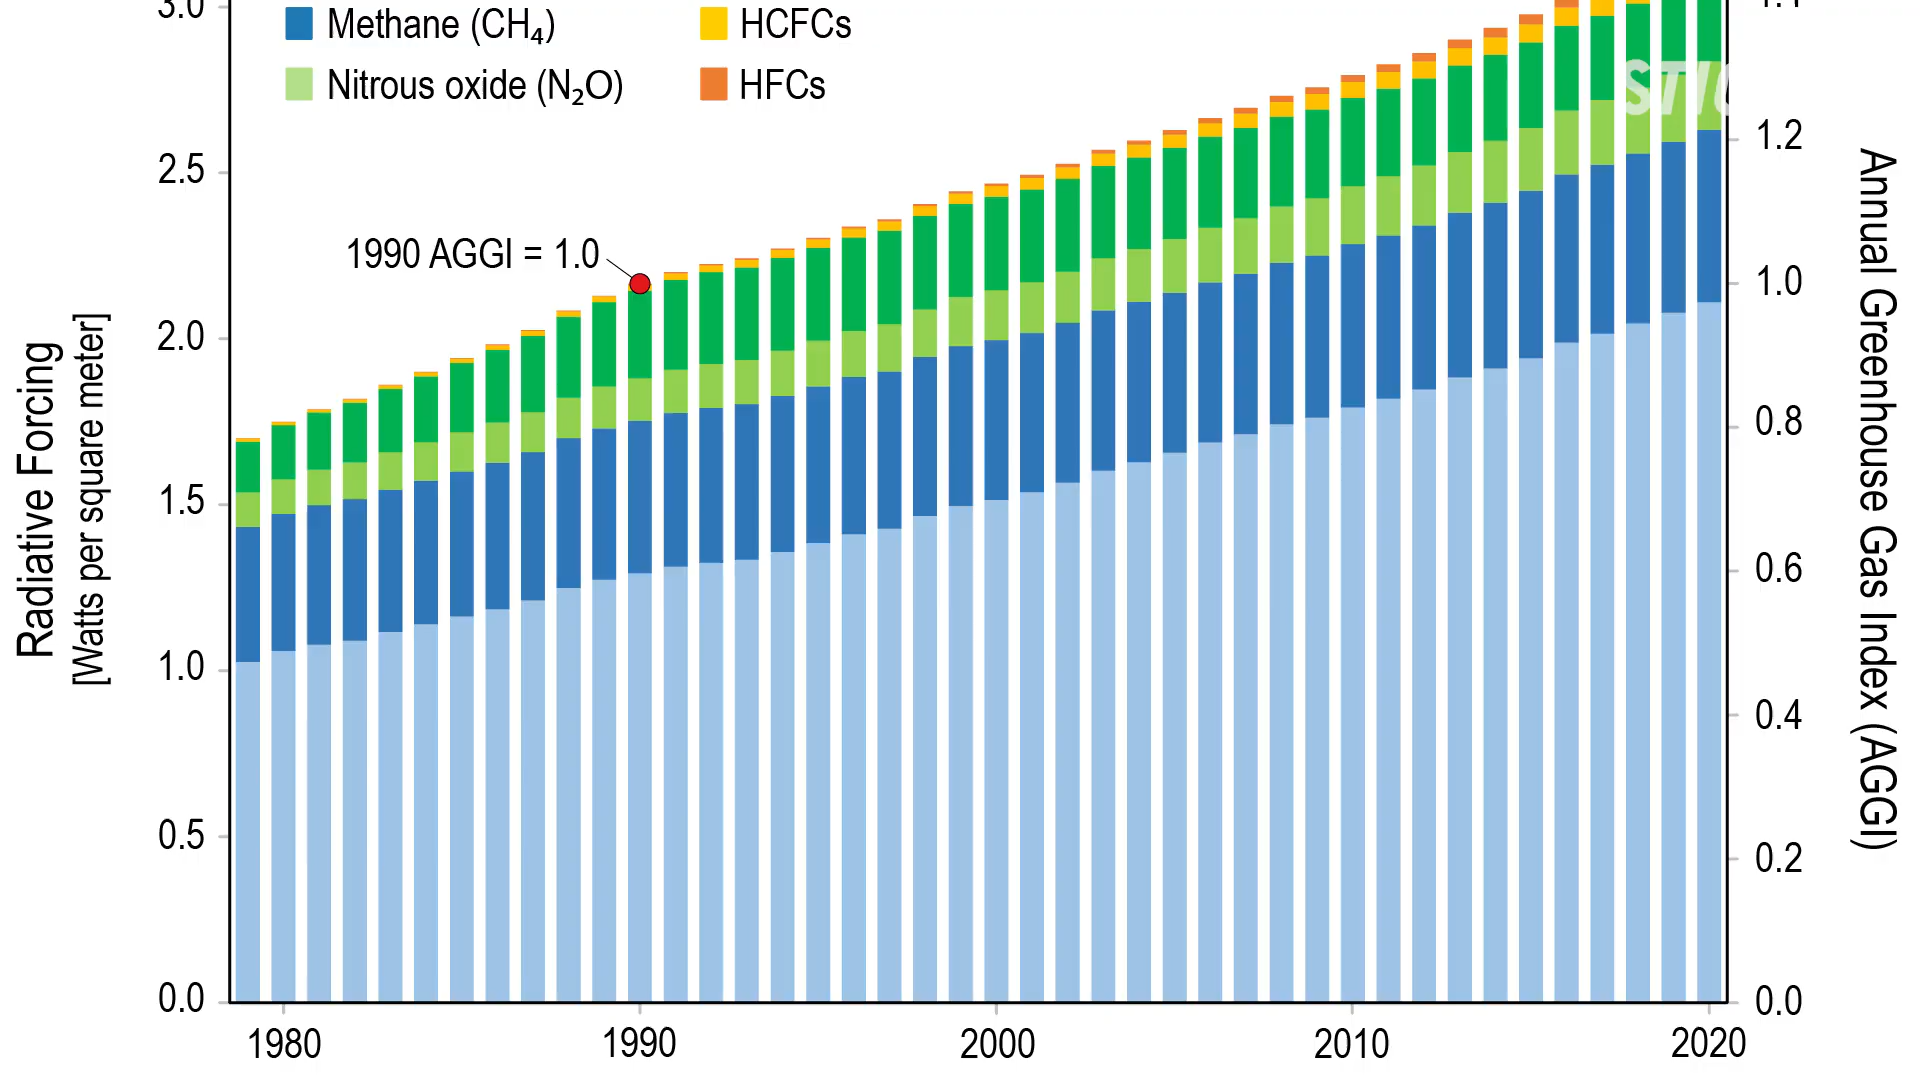 3.0
Methane (CH₄)
HCFCs
Nitrous oxide (N₂O)
HFCs
1.2
2.5
1990 AGGI = 1.0
1.0
2.0
0.8
1.5
0.6
1.0
0.4
0.5
0.2
0.0
0.0
1980
1990
2000
2010
2020
Radiative Forcing
[Watts per square meter]
Annual Greenhouse Gas Index (AGGI)